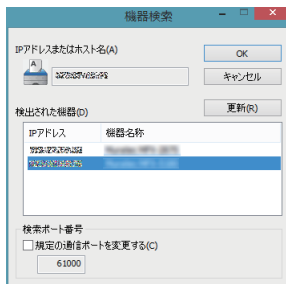 機器検索
IPアドレスまたはホスト名(A)
A
OK
キャンセル
検出された機器(D)
更新(R)
IPアドレス 機器名称
検索ポート番号
規定の通信ポートを変更する(C)
61000